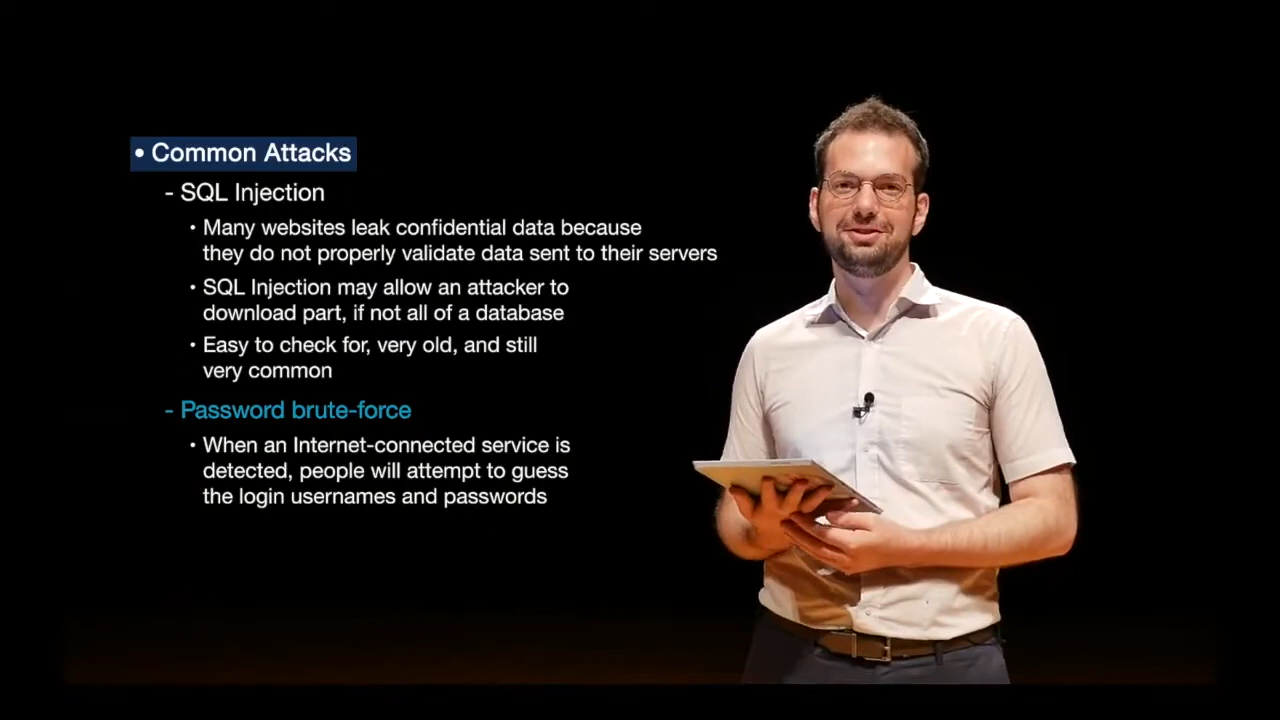 • Common Attacks
- SQL Injection
• Many websites leak confidential data because
they do not properly validate data sent to their servers
• SQL Injection may allow an attacker to
download part, if not all of a database
• Easy to check for, very old, and still
very common
- Password brute-force
• When an Internet-connected service is
detected, people will attempt to guess
the login usernames and passwords